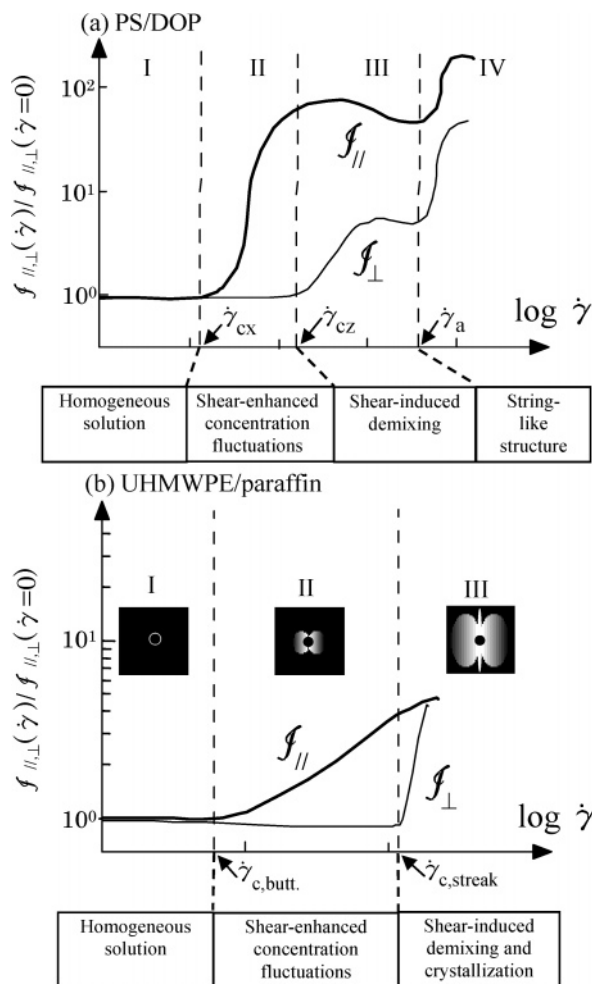 (a) PS/DOP
I II III IV
10²
10¹
10⁰
ℐ//,⊥(γ̇)/ℐ//,⊥(γ̇=0)
ℐ//
ℐ⊥
γ̇cx γ̇cz γ̇a log γ̇
Homogeneous
solution
Shear-enhanced
concentration
fluctuations
Shear-induced
demixing
String-
like
structure
(b) UHMWPE/paraffin
I II III
10¹
10⁰
ℐ//,⊥(γ̇)/ℐ//,⊥(γ̇=0)
ℐ//
ℐ⊥
log γ̇
γ̇c,butt. γ̇c,streak
Homogeneous
solution
Shear-enhanced
concentration
fluctuations
Shear-induced
demixing and
crystallization